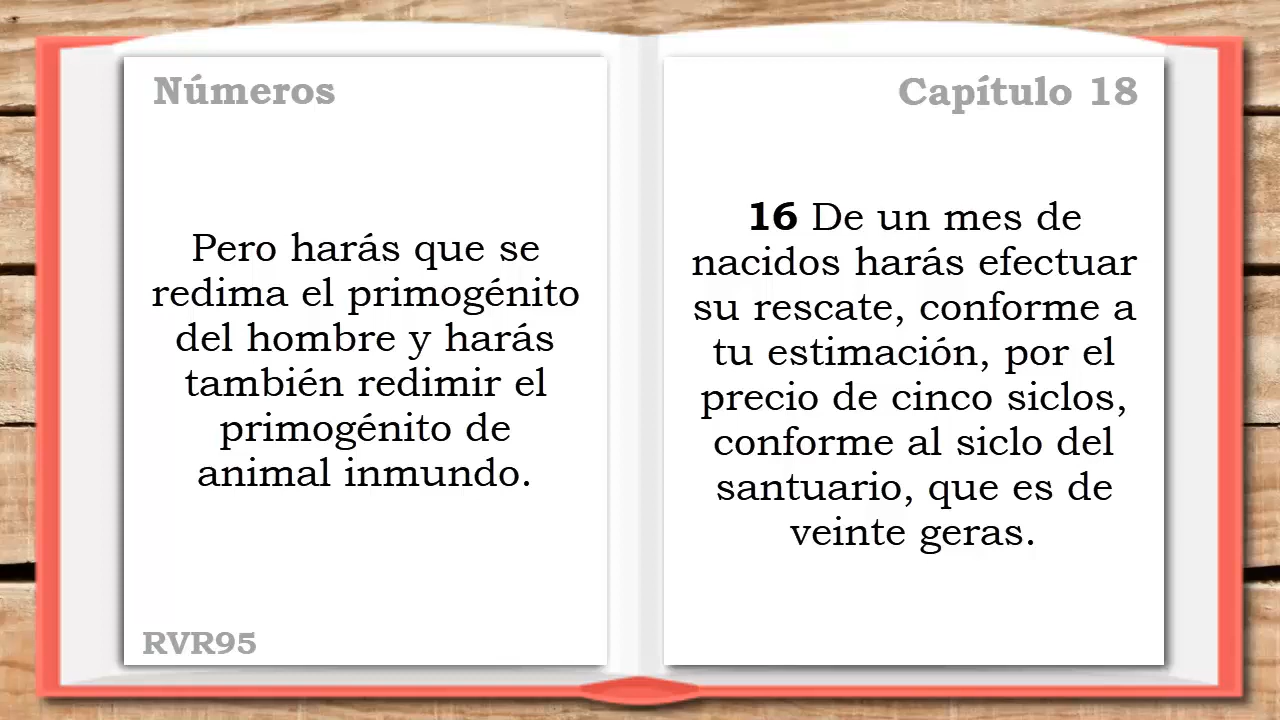 Números
Pero harás que se
redima el primogénito
del hombre y harás
también redimir el
primogénito de
animal inmundo.
RVR95
Capítulo 18
16 De un mes de
nacidos harás efectuar
su rescate, conforme a
tu estimación, por el
precio de cinco siclos,
conforme al siclo del
santuario, que es de
veinte geras.